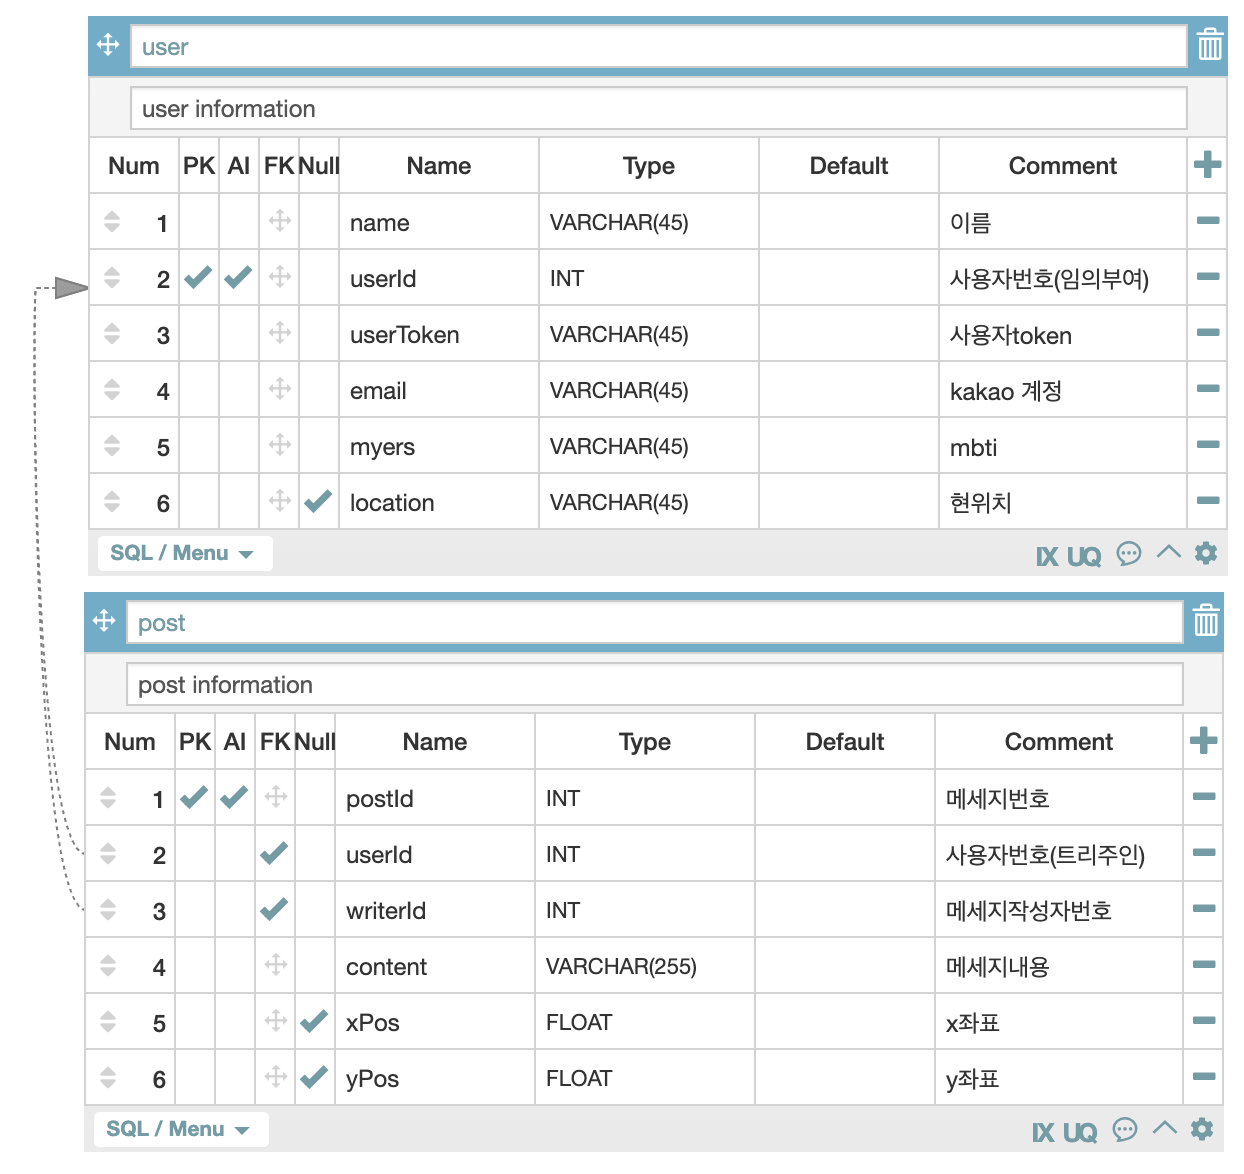 user
user information
Num PK AI FK Null Name Type Default Comment
1 name VARCHAR(45) 이름
2 userId INT 사용자번호(임의부여)
3 userToken VARCHAR(45) 사용자token
4 email VARCHAR(45) kakao 계정
5 myers VARCHAR(45) mbti
6 location VARCHAR(45) 현위치
SQL / Menu IX UQ
post
post information
Num PK AI FK Null Name Type Default Comment
1 postId INT 메세지번호
2 userId INT 사용자번호(트리주인)
3 writerId INT 메세지작성자번호
4 content VARCHAR(255) 메세지내용
5 xPos FLOAT x좌표
6 yPos FLOAT y좌표
SQL / Menu IX UQ